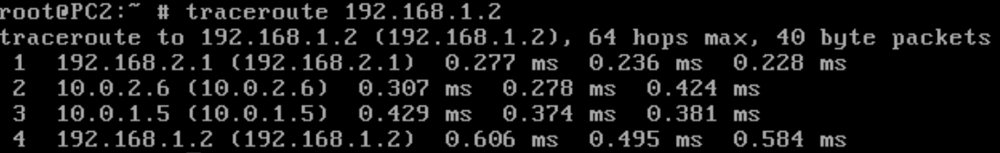 root@PC2:~ # traceroute 192.168.1.2
traceroute to 192.168.1.2 (192.168.1.2), 64 hops max, 40 byte packets
 1  192.168.2.1 (192.168.2.1)  0.277 ms  0.236 ms  0.228 ms
 2  10.0.2.6 (10.0.2.6)  0.307 ms  0.278 ms  0.424 ms
 3  10.0.1.5 (10.0.1.5)  0.429 ms  0.374 ms  0.381 ms
 4  192.168.1.2 (192.168.1.2)  0.606 ms  0.495 ms  0.584 ms